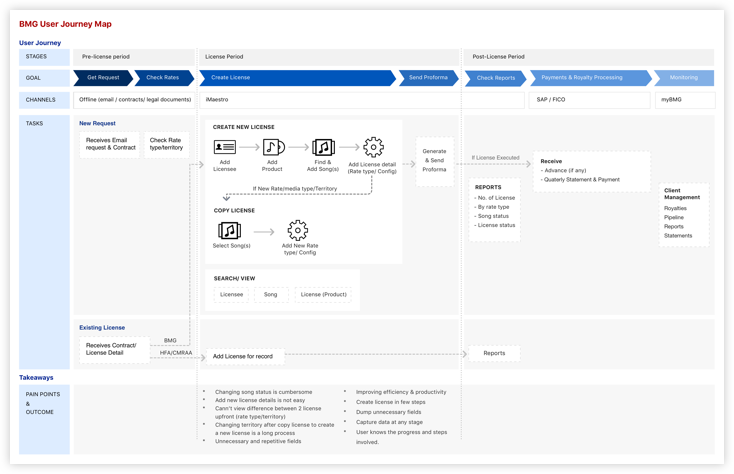 BMG User Journey Map
User Journey
STAGES
Pre-license period
License Period
Post-License Period
GOAL
Get Request
Check Rates
Create License
Send Proforma
Check Reports
Payments & Royalty Processing
Monitoring
CHANNELS
Offline (email / contracts/ legal documents)
iMaestro
SAP / FICO
myBMG
TASKS
New Request
Receives Email
request & Contract
Check Rate
type/territory
CREATE NEW LICENSE
Add
Licensee
Add
Product
Find &
Add Song(s)
Add License detail
(Rate type/ Config)
If New Rate/media type/Territory
COPY LICENSE
Select Song(s)
Add New Rate
type/ Config
SEARCH/ VIEW
Licensee
Song
License (Product)
Generate
& Send
Proforma
If License Executed
REPORTS
- No. of License
- By rate type
- Song status
- License status
Receive
- Advance (if any)
- Quaterly Statement & Payment
Client
Management
Royalties
Pipeline
Reports
Statements
Existing License
Receives Contract/
License Detail
BMG
HFA/CMRAA
Add License for record
Reports
Takeaways
PAIN POINTS
&
OUTCOME
• Changing song status is cumbersome
• Add new license details is not easy
• Cann't view difference between 2 license
upfront (rate type/territory)
• Changing territory after copy license to create
a new license is a long process
• Unnecessary and repetitive fields
• Improving efficiency & productivity
• Create license in few steps
• Dump unnecessary fields
• Capture data at any stage
• User knows the progress and steps
involved.